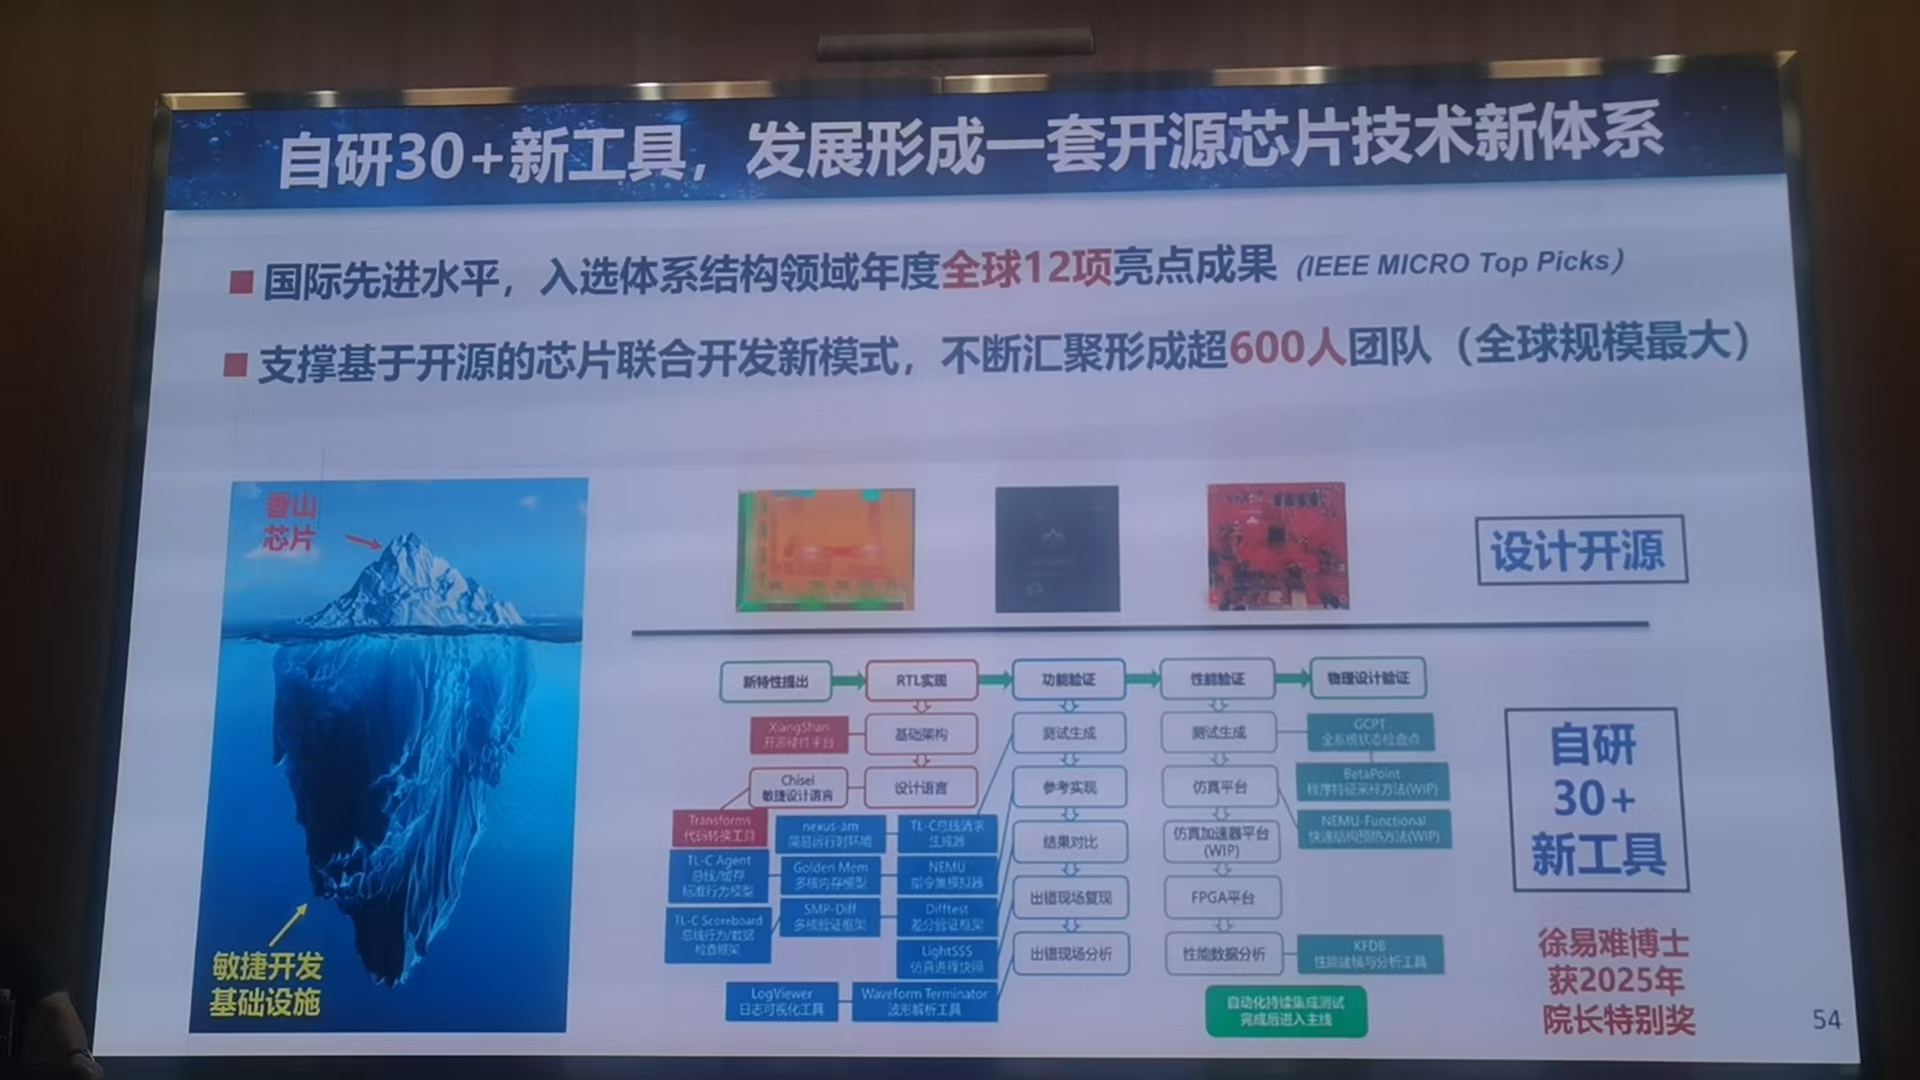 自研30+新工具，发展形成一套开源芯片技术新体系
国际先进水平，入选体系结构领域年度全球12项亮点成果（IEEE MICRO Top Picks）
支撑基于开源的芯片联合开发新模式，不断汇聚形成超600人团队（全球规模最大）
香山
芯片
敏捷开发
基础设施
设计开源
新特性提出
RTL实现
功能验证
性能验证
物理设计验证
XiangShan
开源硬件平台
基础架构
测试生成
测试生成
GCPT
全系统状态检查点
Chisel
敏捷设计语言
设计语言
参考实现
仿真平台
BetaPoint
程序特征采样方法(WIP)
Transforms
代码转换工具
nexus-am
简易运行时环境
TL-C总线请求
生成器
结果对比
仿真加速器平台
(WIP)
NEMU-Functional
快速结构预热方法(WIP)
TL-C Agent
总线/缓存
标准行为模型
Golden Mem
多核内存模型
NEMU
指令集模拟器
出错现场复现
FPGA平台
TL-C Scoreboard
总线行为/数据
检查框架
SMP-Diff
多核验证框架
Difftest
差分验证框架
LightSSS
仿真进程快照
出错现场分析
性能数据分析
KFDB
性能建模与分析工具
LogViewer
日志可视化工具
Waveform Terminator
波形解析工具
自动化持续集成测试
完成后进入主线
自研
30+
新工具
徐易难博士
获2025年
院长特别奖
54